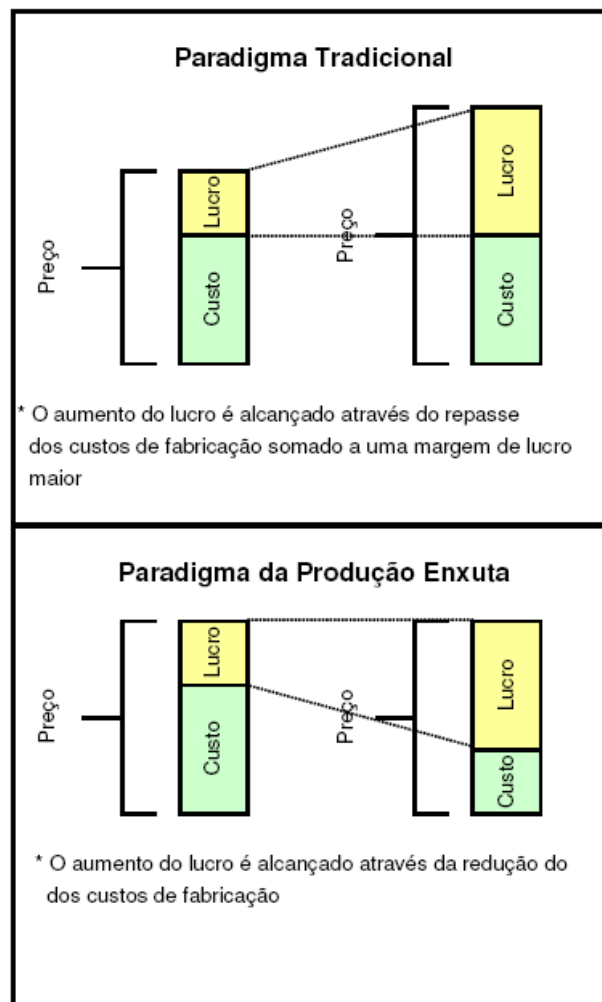 Paradigma Tradicional
Preço
Lucro
Custo
Preço
Lucro
Custo
* O aumento do lucro é alcançado através do repasse
dos custos de fabricação somado a uma margem de lucro
maior
Paradigma da Produção Enxuta
Preço
Lucro
Custo
Preço
Lucro
Custo
* O aumento do lucro é alcançado através da redução do
dos custos de fabricação